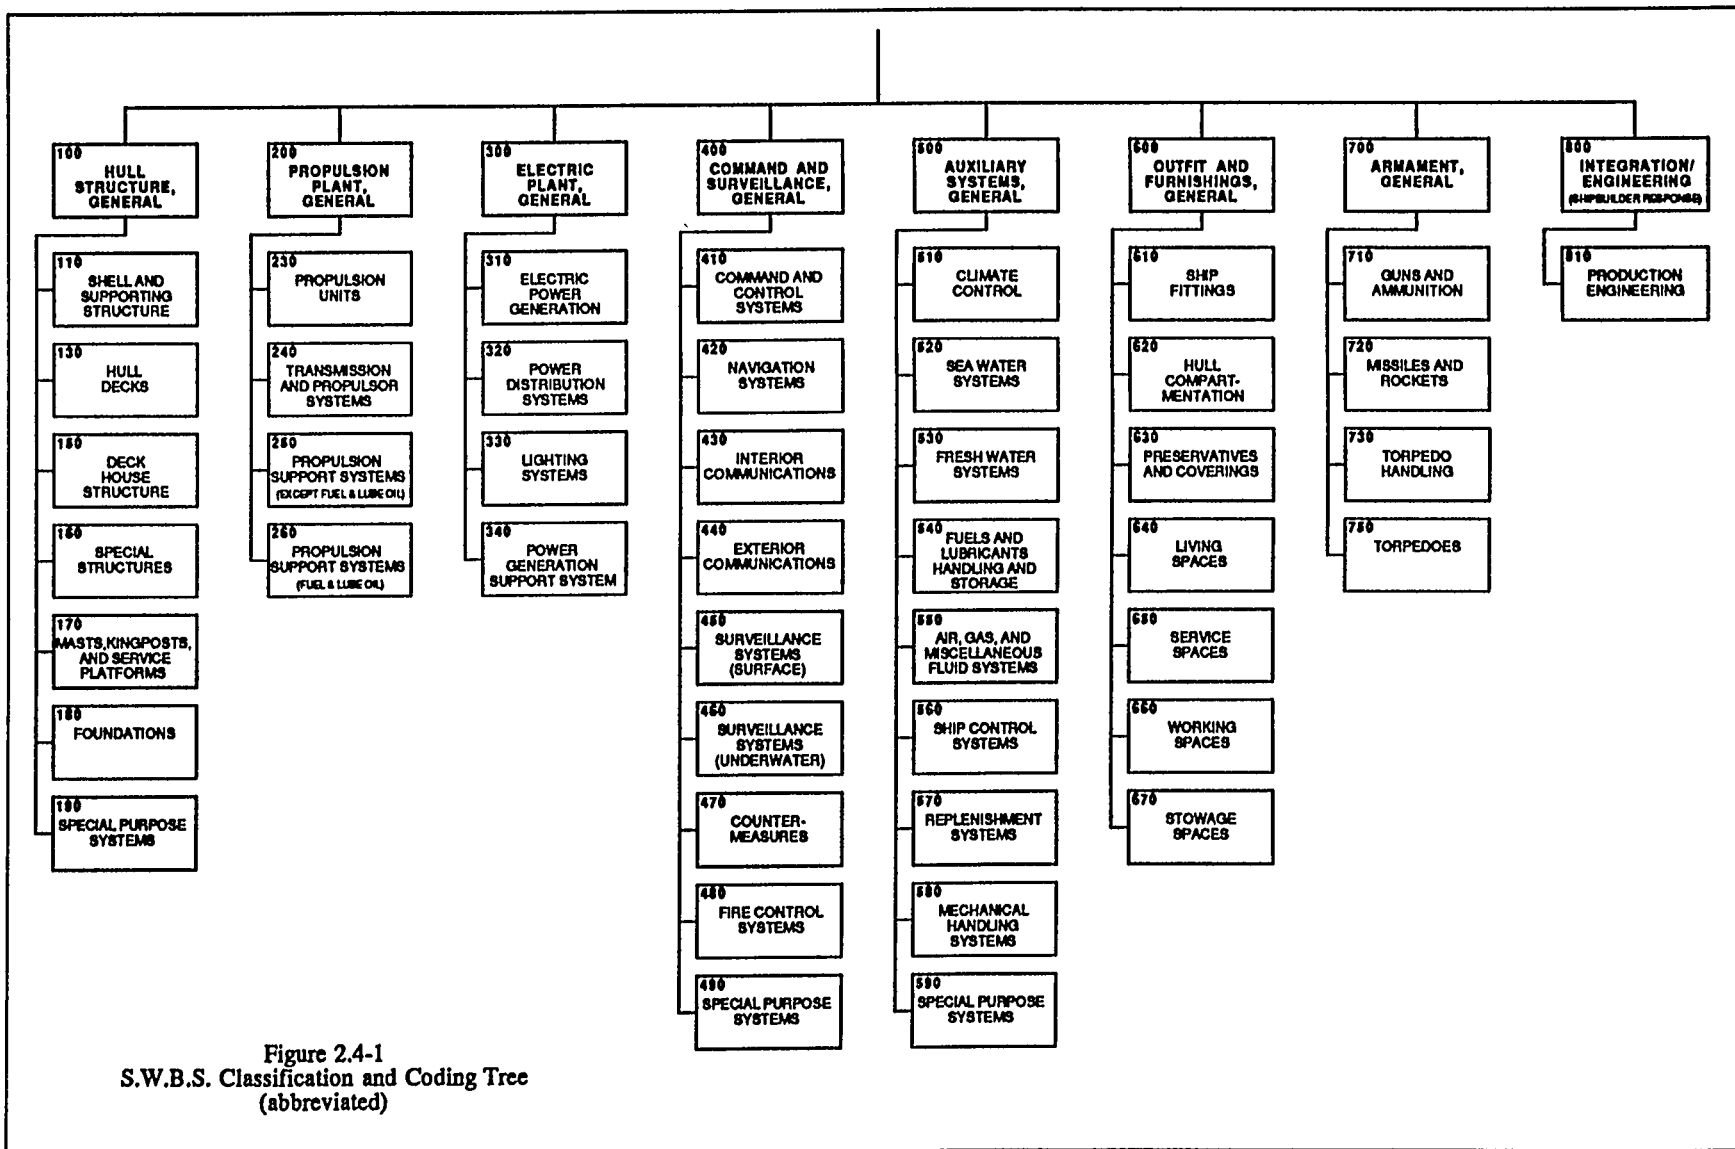 100
HULL
STRUCTURE,
GENERAL
110
SHELL AND
SUPPORTING
STRUCTURE
130
HULL
DECKS
150
DECK
HOUSE
STRUCTURE
160
SPECIAL
STRUCTURES
170
MASTS, KINGPOSTS,
AND SERVICE
PLATFORMS
180
FOUNDATIONS
190
SPECIAL PURPOSE
SYSTEMS
200
PROPULSION
PLANT,
GENERAL
230
PROPULSION
UNITS
240
TRANSMISSION
AND PROPULSOR
SYSTEMS
250
PROPULSION
SUPPORT SYSTEMS
(EXCEPT FUEL & LUBE OIL)
260
PROPULSION
SUPPORT SYSTEMS
(FUEL & LUBE OIL)
300
ELECTRIC
PLANT,
GENERAL
310
ELECTRIC
POWER
GENERATION
320
POWER
DISTRIBUTION
SYSTEMS
330
LIGHTING
SYSTEMS
340
POWER
GENERATION
SUPPORT SYSTEM
400
COMMAND AND
SURVEILLANCE,
GENERAL
410
COMMAND AND
CONTROL
SYSTEMS
420
NAVIGATION
SYSTEMS
430
INTERIOR
COMMUNICATIONS
440
EXTERIOR
COMMUNICATIONS
450
SURVEILLANCE
SYSTEMS
(SURFACE)
460
SURVEILLANCE
SYSTEMS
(UNDERWATER)
470
COUNTER-
MEASURES
480
FIRE CONTROL
SYSTEMS
490
SPECIAL PURPOSE
SYSTEMS
500
AUXILIARY
SYSTEMS,
GENERAL
510
CLIMATE
CONTROL
520
SEA WATER
SYSTEMS
530
FRESH WATER
SYSTEMS
540
FUELS AND
LUBRICANTS
HANDLING AND
STORAGE
550
AIR, GAS, AND
MISCELLANEOUS
FLUID SYSTEMS
560
SHIP CONTROL
SYSTEMS
570
REPLENISHMENT
SYSTEMS
580
MECHANICAL
HANDLING
SYSTEMS
590
SPECIAL PURPOSE
SYSTEMS
600
OUTFIT AND
FURNISHINGS,
GENERAL
610
SHIP
FITTINGS
620
HULL
COMPART-
MENTATION
630
PRESERVATIVES
AND COVERINGS
640
LIVING
SPACES
650
SERVICE
SPACES
660
WORKING
SPACES
670
STOWAGE
SPACES
700
ARMAMENT,
GENERAL
710
GUNS AND
AMMUNITION
720
MISSILES AND
ROCKETS
730
TORPEDO
HANDLING
750
TORPEDOES
800
INTEGRATION/
ENGINEERING
(SHIPBUILDER RESPONSE)
810
PRODUCTION
ENGINEERING
Figure 2.4-1
S.W.B.S. Classification and Coding Tree
(abbreviated)